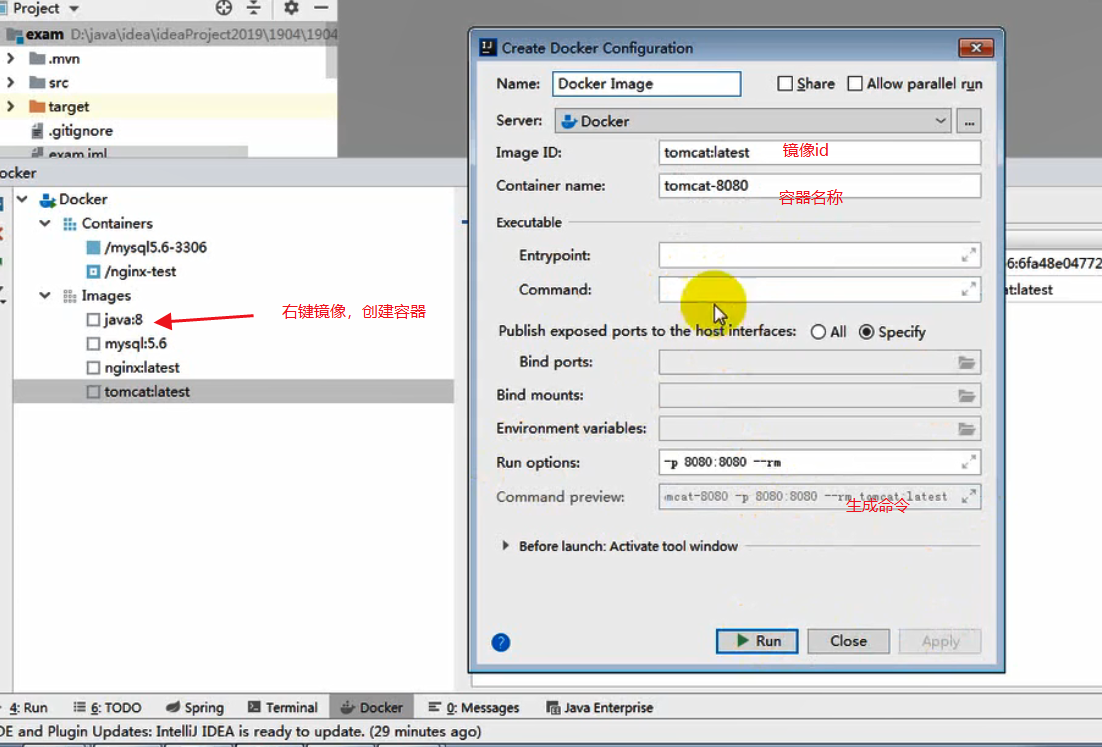 Project
exam D:\java\idea\ideaProject2019\1904\1904
.mvn
src
target
.gitignore
exam.iml
Docker
Containers
/mysql5.6-3306
/nginx-test
Images
java:8
右键镜像，创建容器
mysql:5.6
nginx:latest
tomcat:latest
Create Docker Configuration
Name: Docker Image
Share Allow parallel run
Server: Docker ...
Image ID: tomcat:latest 镜像id
Container name: tomcat-8080 容器名称
Executable
Entrypoint:
Command:
Publish exposed ports to the host interfaces: All Specify
Bind ports:
Bind mounts:
Environment variables:
Run options: -p 8080:8080 --rm
Command preview: mcat-8080 -p 8080:8080 --rm tomcat:latest
生成命令
Before launch: Activate tool window
? Run Close Apply
6:6fa48e04772
at:latest
4: Run 6: TODO Spring Terminal Docker 0: Messages Java Enterprise
DE and Plugin Updates: IntelliJ IDEA is ready to update. (29 minutes ago)